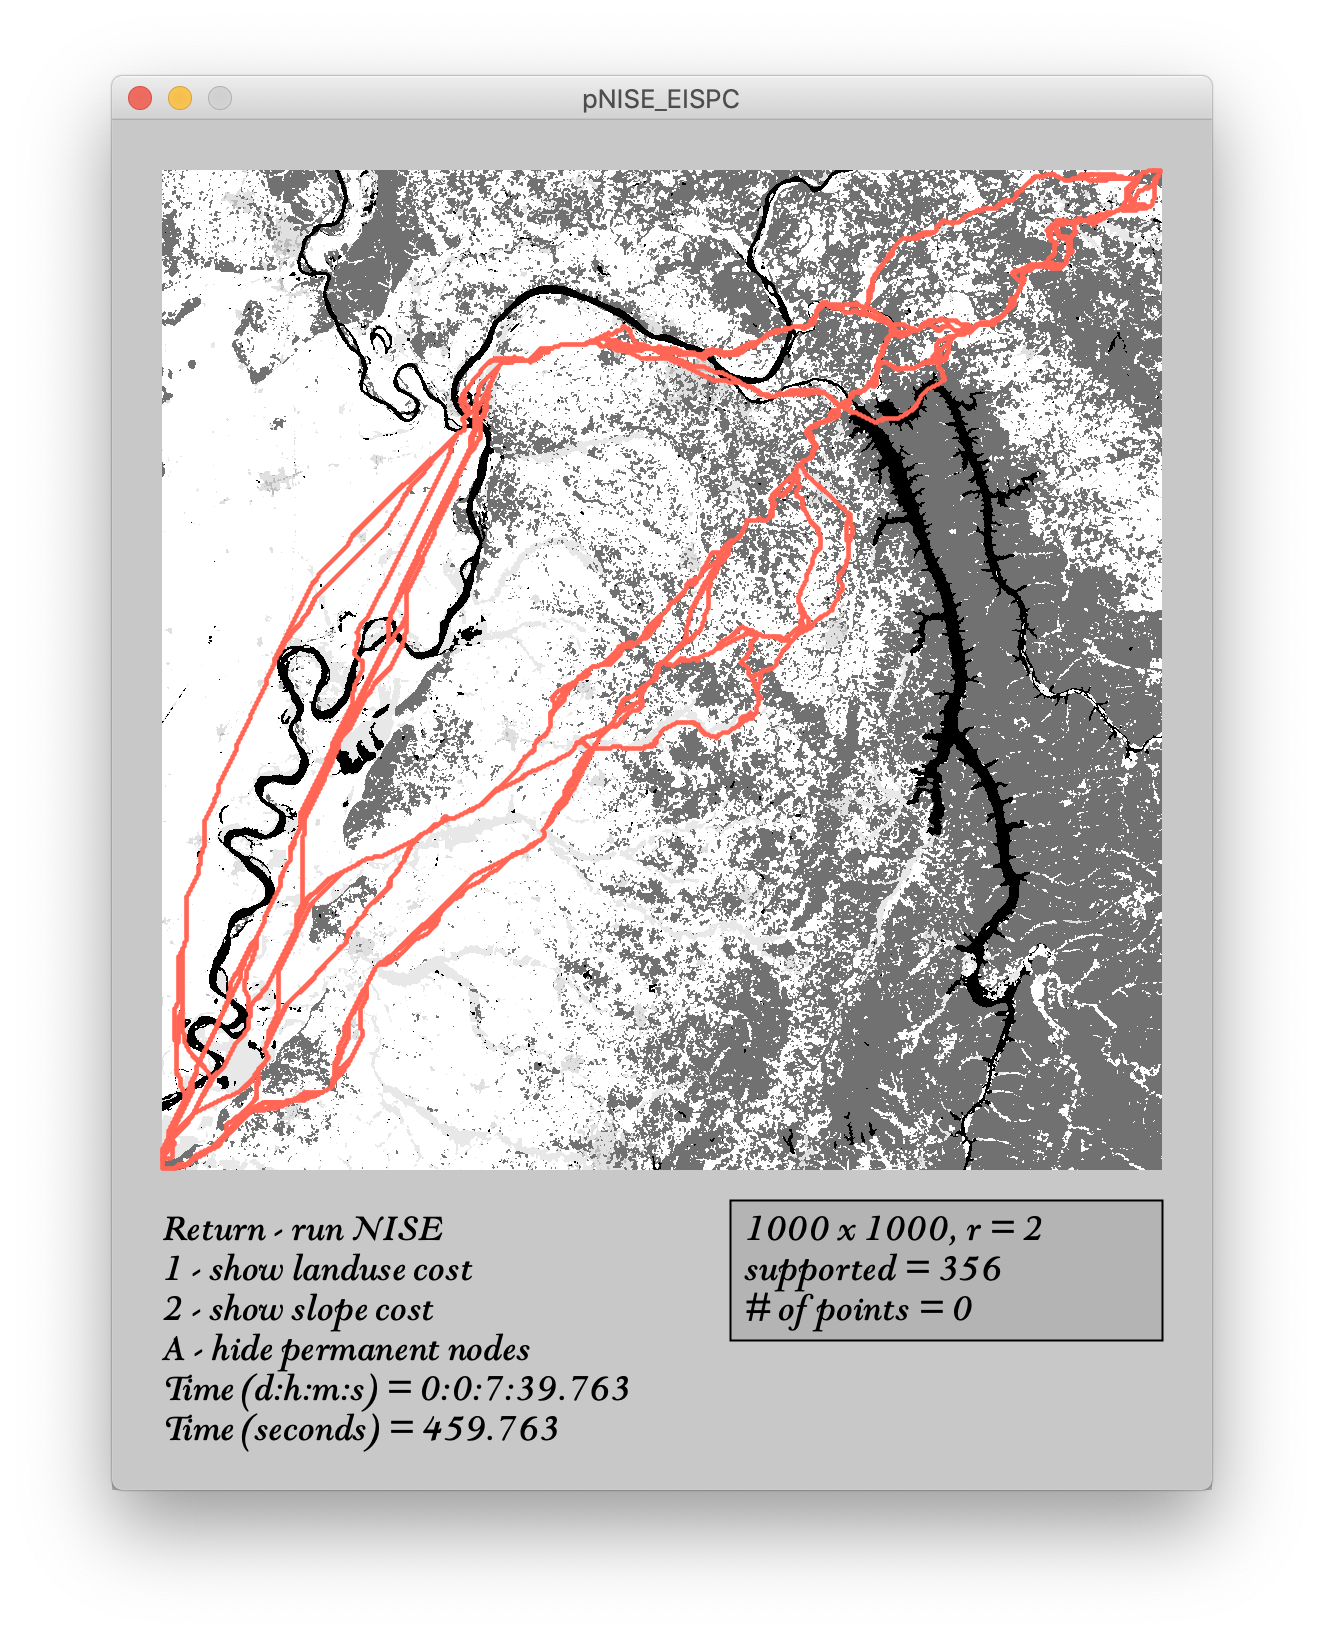 pNISE_EISPC
Return - run NISE
1 - show landuse cost
2 - show slope cost
A - hide permanent nodes
Time (d:h:m:s) = 0:0:7:39.763
Time (seconds) = 459.763
1000 x 1000, r = 2
supported = 356
# of points = 0